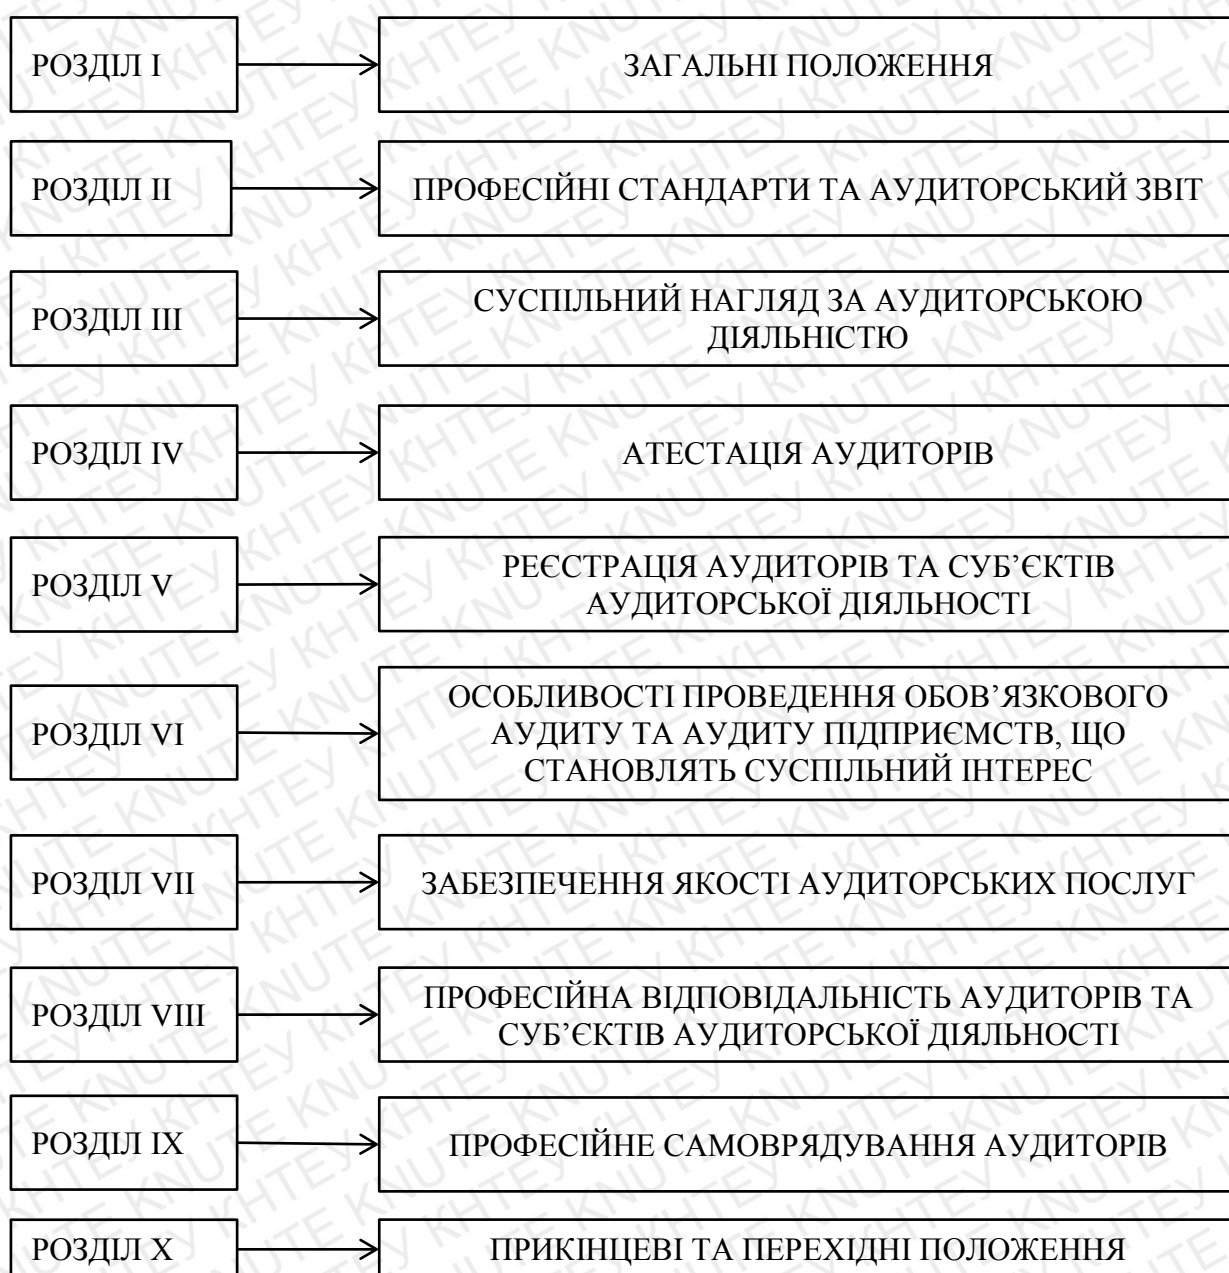 РОЗДІЛ I
ЗАГАЛЬНІ ПОЛОЖЕННЯ
РОЗДІЛ II
ПРОФЕСІЙНІ СТАНДАРТИ ТА АУДИТОРСЬКИЙ ЗВІТ
РОЗДІЛ III
СУСПІЛЬНИЙ НАГЛЯД ЗА АУДИТОРСЬКОЮ
ДІЯЛЬНІСТЮ
РОЗДІЛ IV
АТЕСТАЦІЯ АУДИТОРІВ
РОЗДІЛ V
РЕЄСТРАЦІЯ АУДИТОРІВ ТА СУБ’ЄКТІВ
АУДИТОРСЬКОЇ ДІЯЛЬНОСТІ
РОЗДІЛ VI
ОСОБЛИВОСТІ ПРОВЕДЕННЯ ОБОВ’ЯЗКОВОГО
АУДИТУ ТА АУДИТУ ПІДПРИЄМСТВ, ЩО
СТАНОВЛЯТЬ СУСПІЛЬНИЙ ІНТЕРЕС
РОЗДІЛ VII
ЗАБЕЗПЕЧЕННЯ ЯКОСТІ АУДИТОРСЬКИХ ПОСЛУГ
РОЗДІЛ VIII
ПРОФЕСІЙНА ВІДПОВІДАЛЬНІСТЬ АУДИТОРІВ ТА
СУБ’ЄКТІВ АУДИТОРСЬКОЇ ДІЯЛЬНОСТІ
РОЗДІЛ IX
ПРОФЕСІЙНЕ САМОВРЯДУВАННЯ АУДИТОРІВ
РОЗДІЛ X
ПРИКІНЦЕВІ ТА ПЕРЕХІДНІ ПОЛОЖЕННЯ